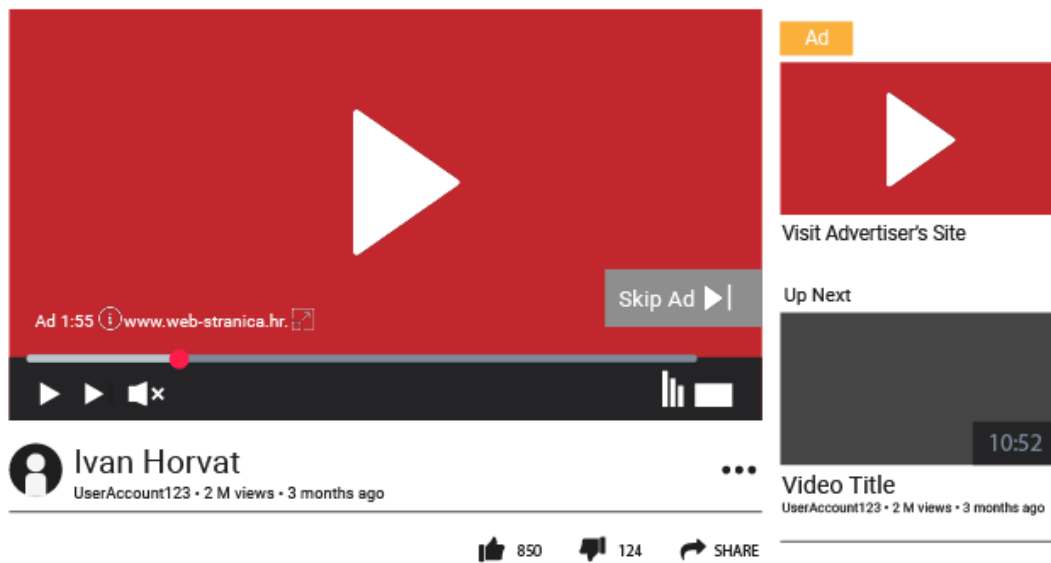 Ad 1:55 www.web-stranica.hr.
Skip Ad
Ivan Horvat
UserAccount123 • 2 M views • 3 months ago
850 124 SHARE
Ad
Visit Advertiser's Site
Up Next
10:52
Video Title
UserAccount123 • 2 M views • 3 months ago